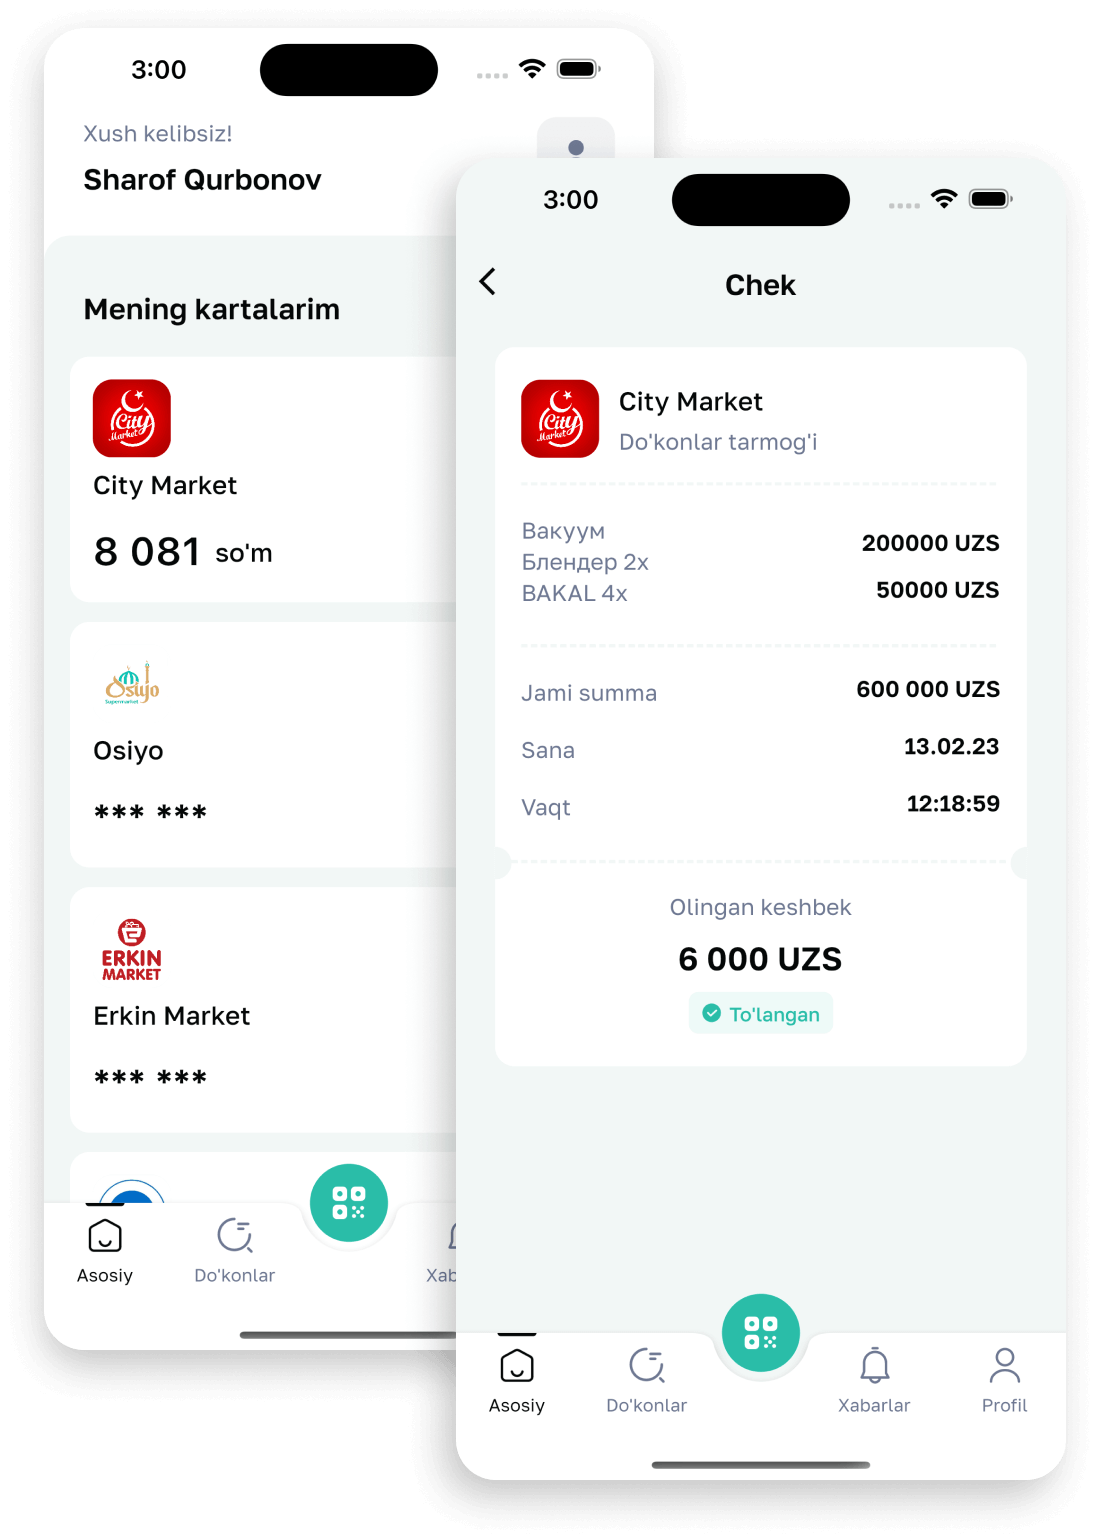 3:00
Xush kelibsiz!
Sharof Qurbonov
Mening kartalarim
City
Market
City Market
8 081 so'm
Osiyo
Supermarket
Osiyo
*** ***
ERKIN
MARKET
Erkin Market
*** ***
Asosiy
Do'konlar
Xab
3:00
Chek
City
Market
City Market
Do'konlar tarmog'i
Вакуум
Блендер 2x
200000 UZS
BAKAL 4x
50000 UZS
Jami summa
600 000 UZS
Sana
13.02.23
Vaqt
12:18:59
Olingan keshbek
6 000 UZS
To'langan
Asosiy
Do'konlar
Xabarlar
Profil